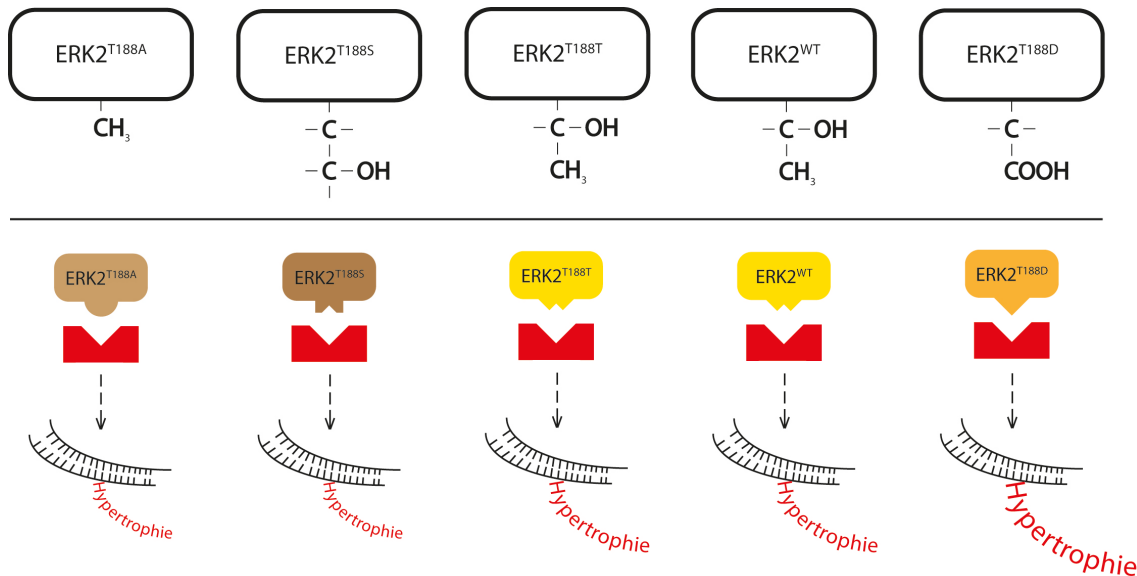 ERK2T188A ERK2T188S ERK2T188T ERK2WT ERK2T188D
CH3 –C– –C–OH –C–OH –C–
–C–OH CH3 CH3 COOH
ERK2T188A ERK2T188S ERK2T188T ERK2WT ERK2T188D
Hypertrophie Hypertrophie Hypertrophie Hypertrophie Hypertrophie